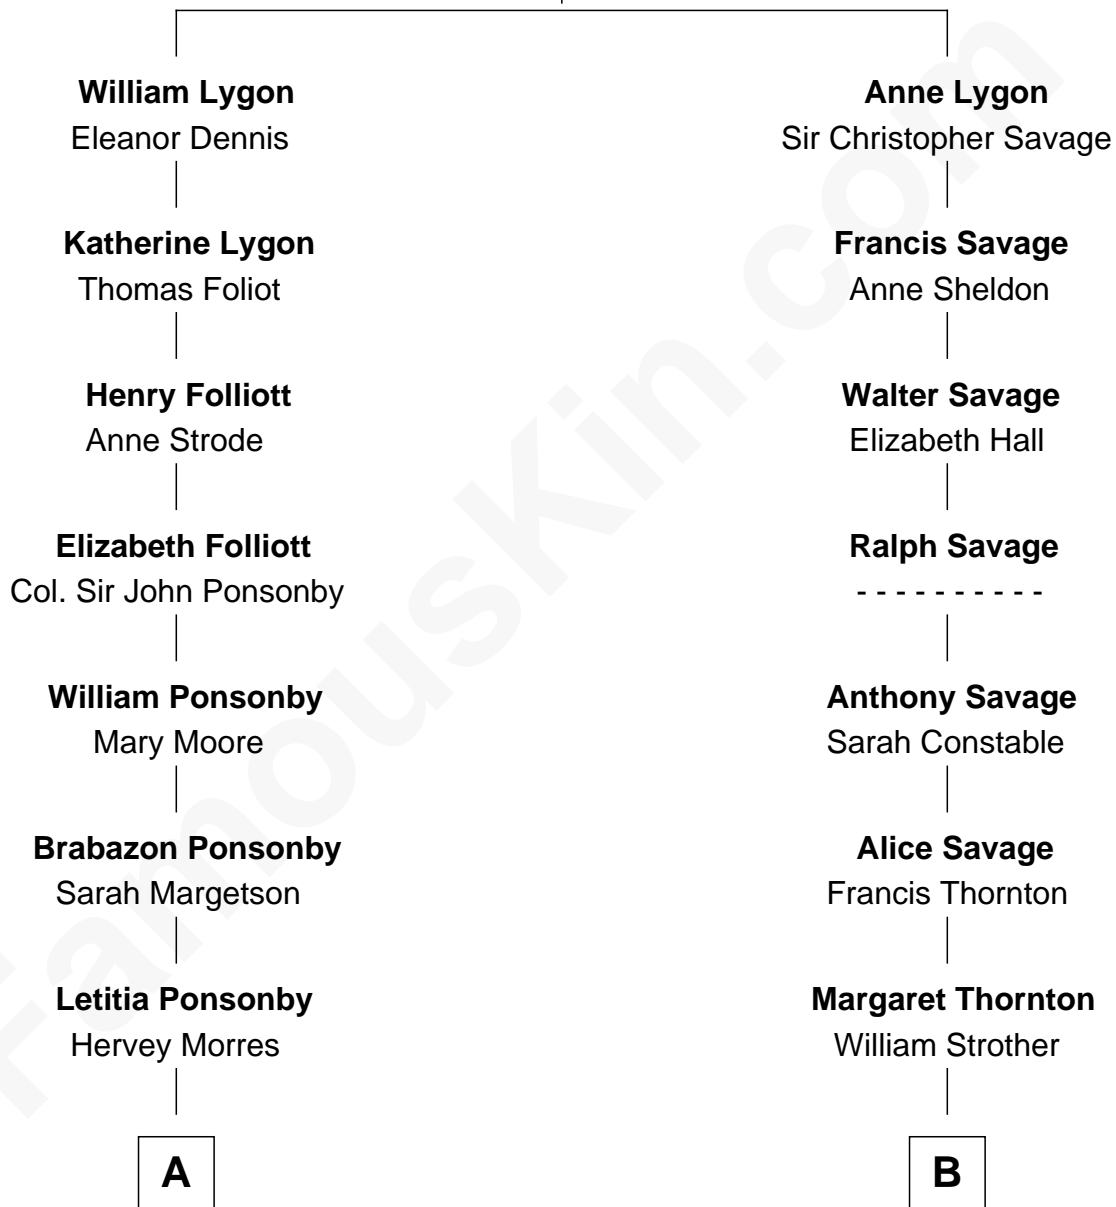 William Lygon
Eleanor Dennis
Katherine Lygon
Thomas Foliot
Henry Folliott
Anne Strode
Elizabeth Folliott
Col. Sir John Ponsonby
William Ponsonby
Mary Moore
Brabazon Ponsonby
Sarah Margetson
Letitia Ponsonby
Hervey Morres
A
Anne Lygon
Sir Christopher Savage
Francis Savage
Anne Sheldon
Walter Savage
Elizabeth Hall
Ralph Savage
- - - - - - - - - -
Anthony Savage
Sarah Constable
Alice Savage
Francis Thornton
Margaret Thornton
William Strother
B
FamousKin.com